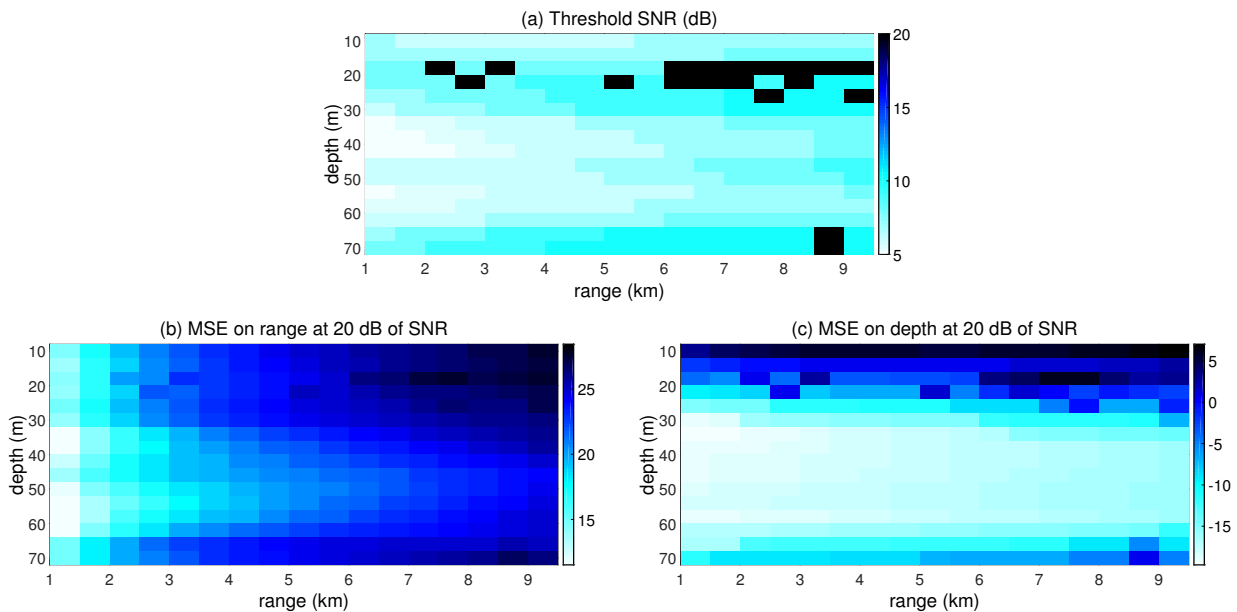 (a) Threshold SNR (dB)
depth (m)
10
20
30
40
50
60
70
1 2 3 4 5 6 7 8 9
range (km)
20
15
10
5
(b) MSE on range at 20 dB of SNR
depth (m)
10
20
30
40
50
60
70
1 2 3 4 5 6 7 8 9
range (km)
25
20
15
(c) MSE on depth at 20 dB of SNR
depth (m)
10
20
30
40
50
60
70
1 2 3 4 5 6 7 8 9
range (km)
5
0
-5
-10
-15